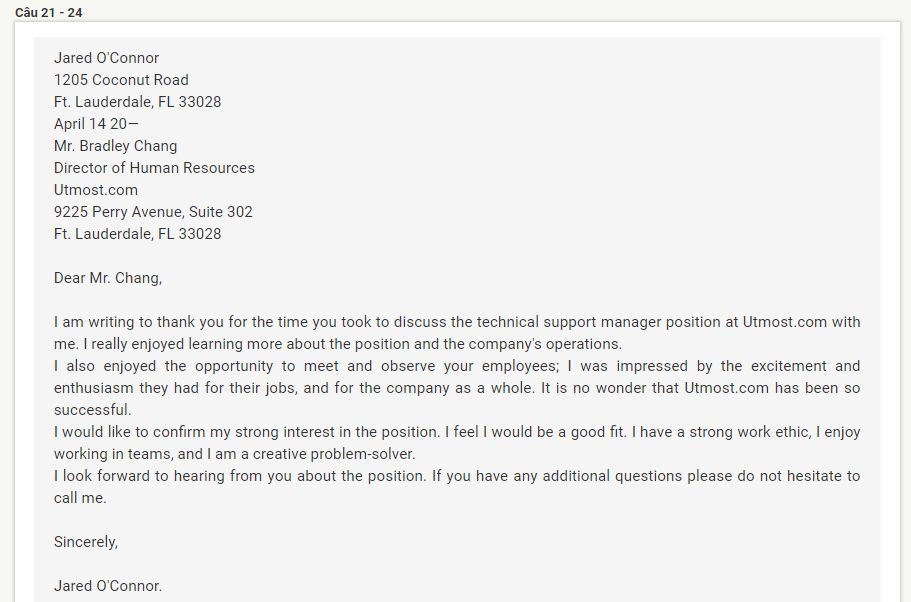 Câu 21 - 24
Jared O'Connor
1205 Coconut Road
Ft. Lauderdale, FL 33028
April 14 20—
Mr. Bradley Chang
Director of Human Resources
Utmost.com
9225 Perry Avenue, Suite 302
Ft. Lauderdale, FL 33028
Dear Mr. Chang,
I am writing to thank you for the time you took to discuss the technical support manager position at Utmost.com with
me. I really enjoyed learning more about the position and the company's operations.
I also enjoyed the opportunity to meet and observe your employees; I was impressed by the excitement and
enthusiasm they had for their jobs, and for the company as a whole. It is no wonder that Utmost.com has been so
successful.
I would like to confirm my strong interest in the position. I feel I would be a good fit. I have a strong work ethic, I enjoy
working in teams, and I am a creative problem-solver.
I look forward to hearing from you about the position. If you have any additional questions please do not hesitate to
call me.
Sincerely,
Jared O'Connor.